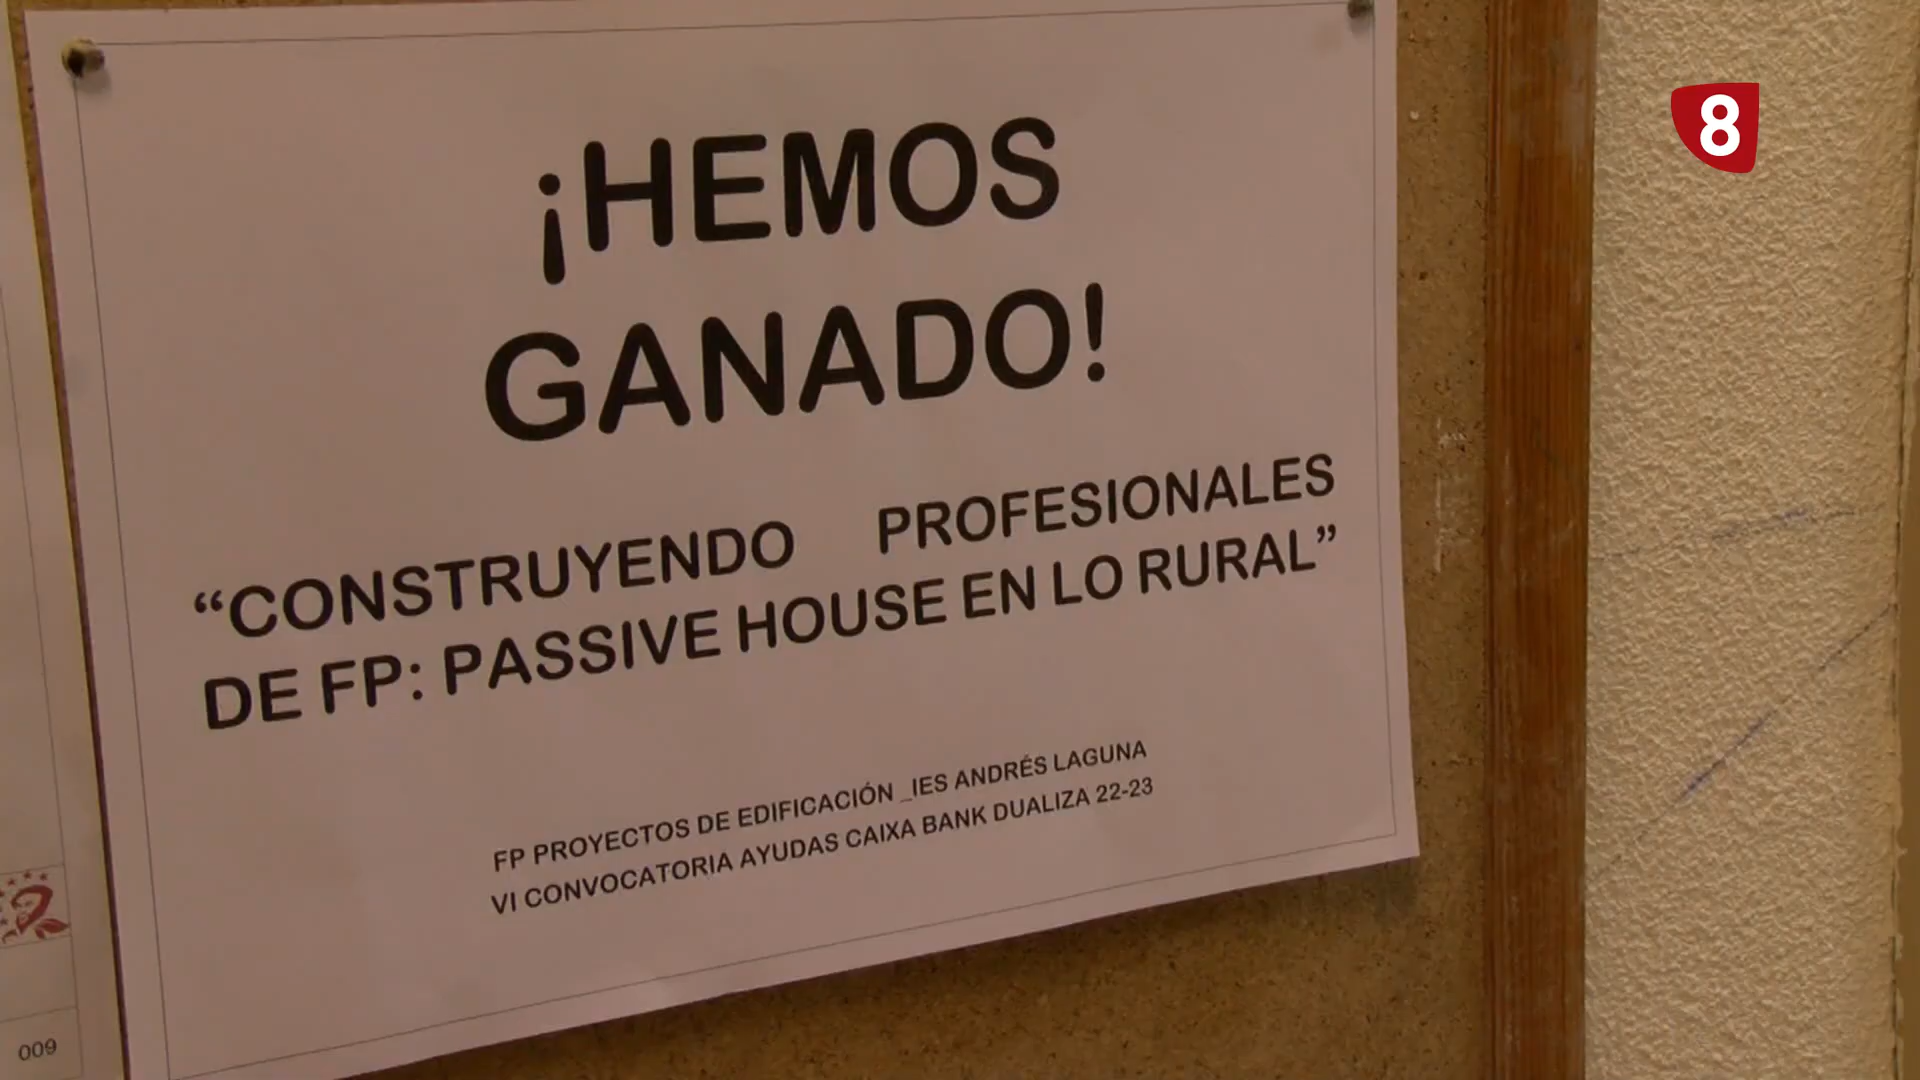 ¡HEMOS
GANADO!
“CONSTRUYENDO PROFESIONALES
DE FP: PASSIVE HOUSE EN LO RURAL”
FP PROYECTOS DE EDIFICACIÓN _IES ANDRÉS LAGUNA
VI CONVOCATORIA AYUDAS CAIXA BANK DUALIZA 22-23
009
8